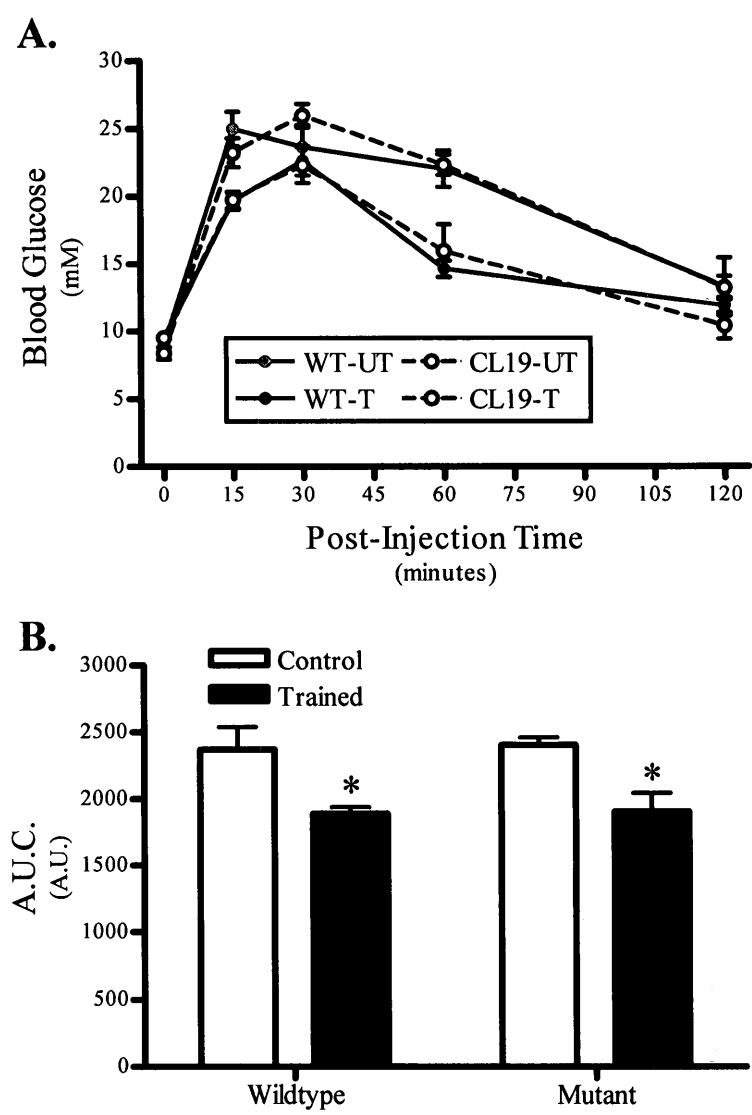 A.
30
25
20
15
10
5
0
Blood Glucose
(mM)
WT-UT CL19-UT
WT-T CL19-T
0 15 30 45 60 75 90 105 120
Post-Injection Time
(minutes)
B.
3000
2500
2000
1500
1000
500
0
A.U.C.
(A.U.)
Control
Trained
* *
Wildtype Mutant